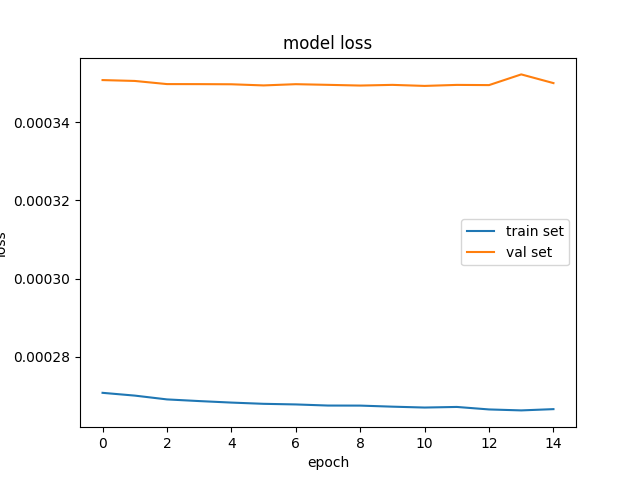 model loss
0.00034
0.00032
0.00030
0.00028
loss
train set
val set
0 2 4 6 8 10 12 14
epoch